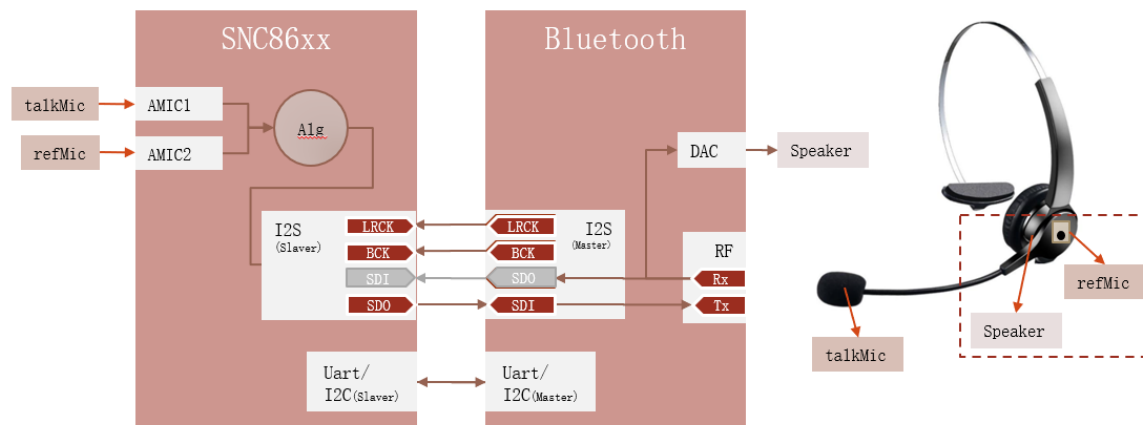 SNC86xx
Bluetooth
talkMic
AMIC1
refMic
AMIC2
Alg
DAC
Speaker
I2S
(Slaver)
LRCK
BCK
SDI
SDO
LRCK
BCK
SDO
SDI
I2S
(Master)
RF
Rx
Tx
Uart/
I2C(Slaver)
Uart/
I2C(Master)
refMic
Speaker
talkMic